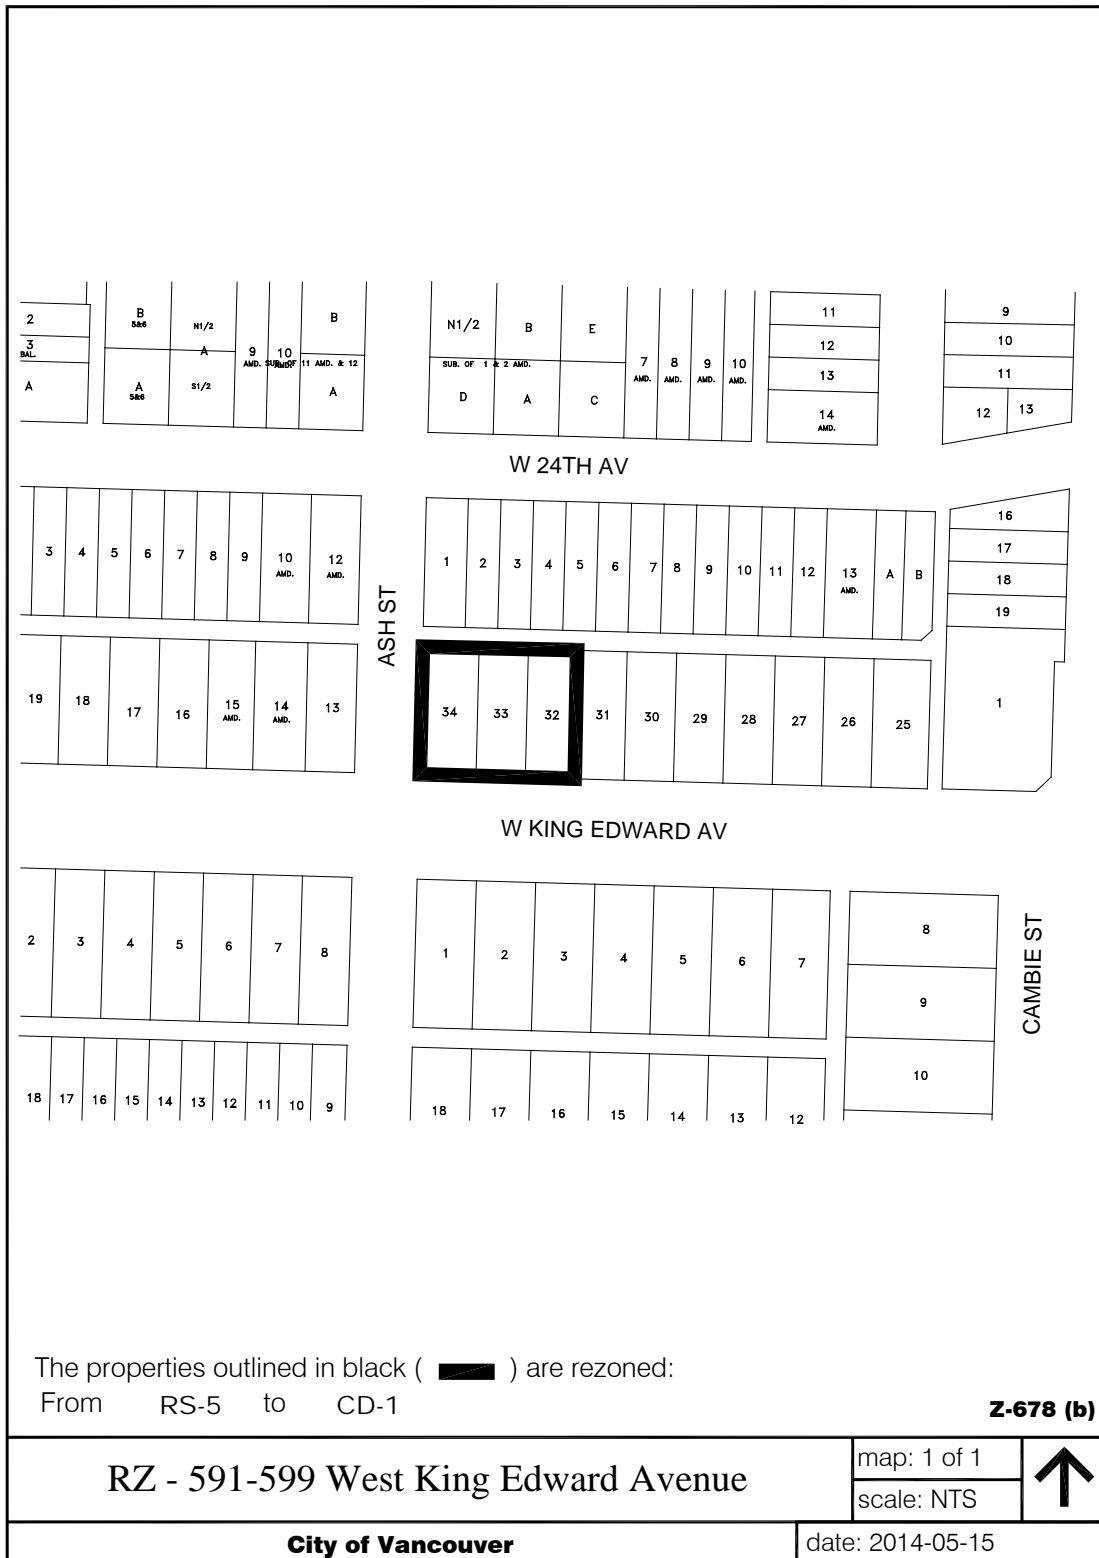 2
3
BAL.
A
B
5&6
A
5&6
N1/2
A
S1/2
9
AMD.
10
AMD.
SUB. OF 11 AMD. & 12
B
A
N1/2
B
E
SUB. OF 1 & 2 AMD.
D
A
C
7
AMD.
8
AMD.
9
AMD.
10
AMD.
11
12
13
14
AMD.
9
10
11
12
13
W 24TH AV
3
4
5
6
7
8
9
10
AMD.
12
AMD.
ASH ST
1
2
3
4
5
6
7
8
9
10
11
12
13
AMD.
A
B
16
17
18
19
1
19
18
17
16
15
AMD.
14
AMD.
13
34
33
32
31
30
29
28
27
26
25
W KING EDWARD AV
2
3
4
5
6
7
8
1
2
3
4
5
6
7
8
9
10
CAMBIE ST
18
17
16
15
14
13
12
11
10
9
18
17
16
15
14
13
12
The properties outlined in black ( ) are rezoned:
From RS-5 to CD-1
Z-678 (b)
RZ - 591-599 West King Edward Avenue
map: 1 of 1
scale: NTS
City of Vancouver
date: 2014-05-15